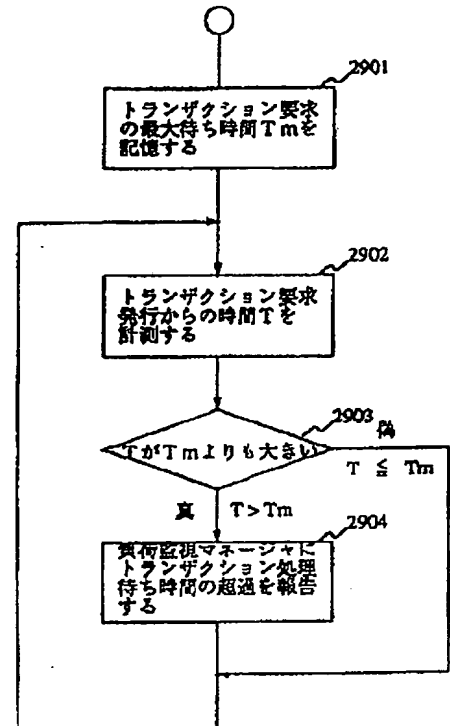 2901
トランザクション要求
の最大待ち時間Tmを
記憶する
2902
トランザクション要求
発行からの時間Tを
計測する
2903
TがTmよりも大きい
偽
T ≦ Tm
真 T>Tm
2904
負荷監視マネージャに
トランザクション処理
待ち時間の超過を報告
する